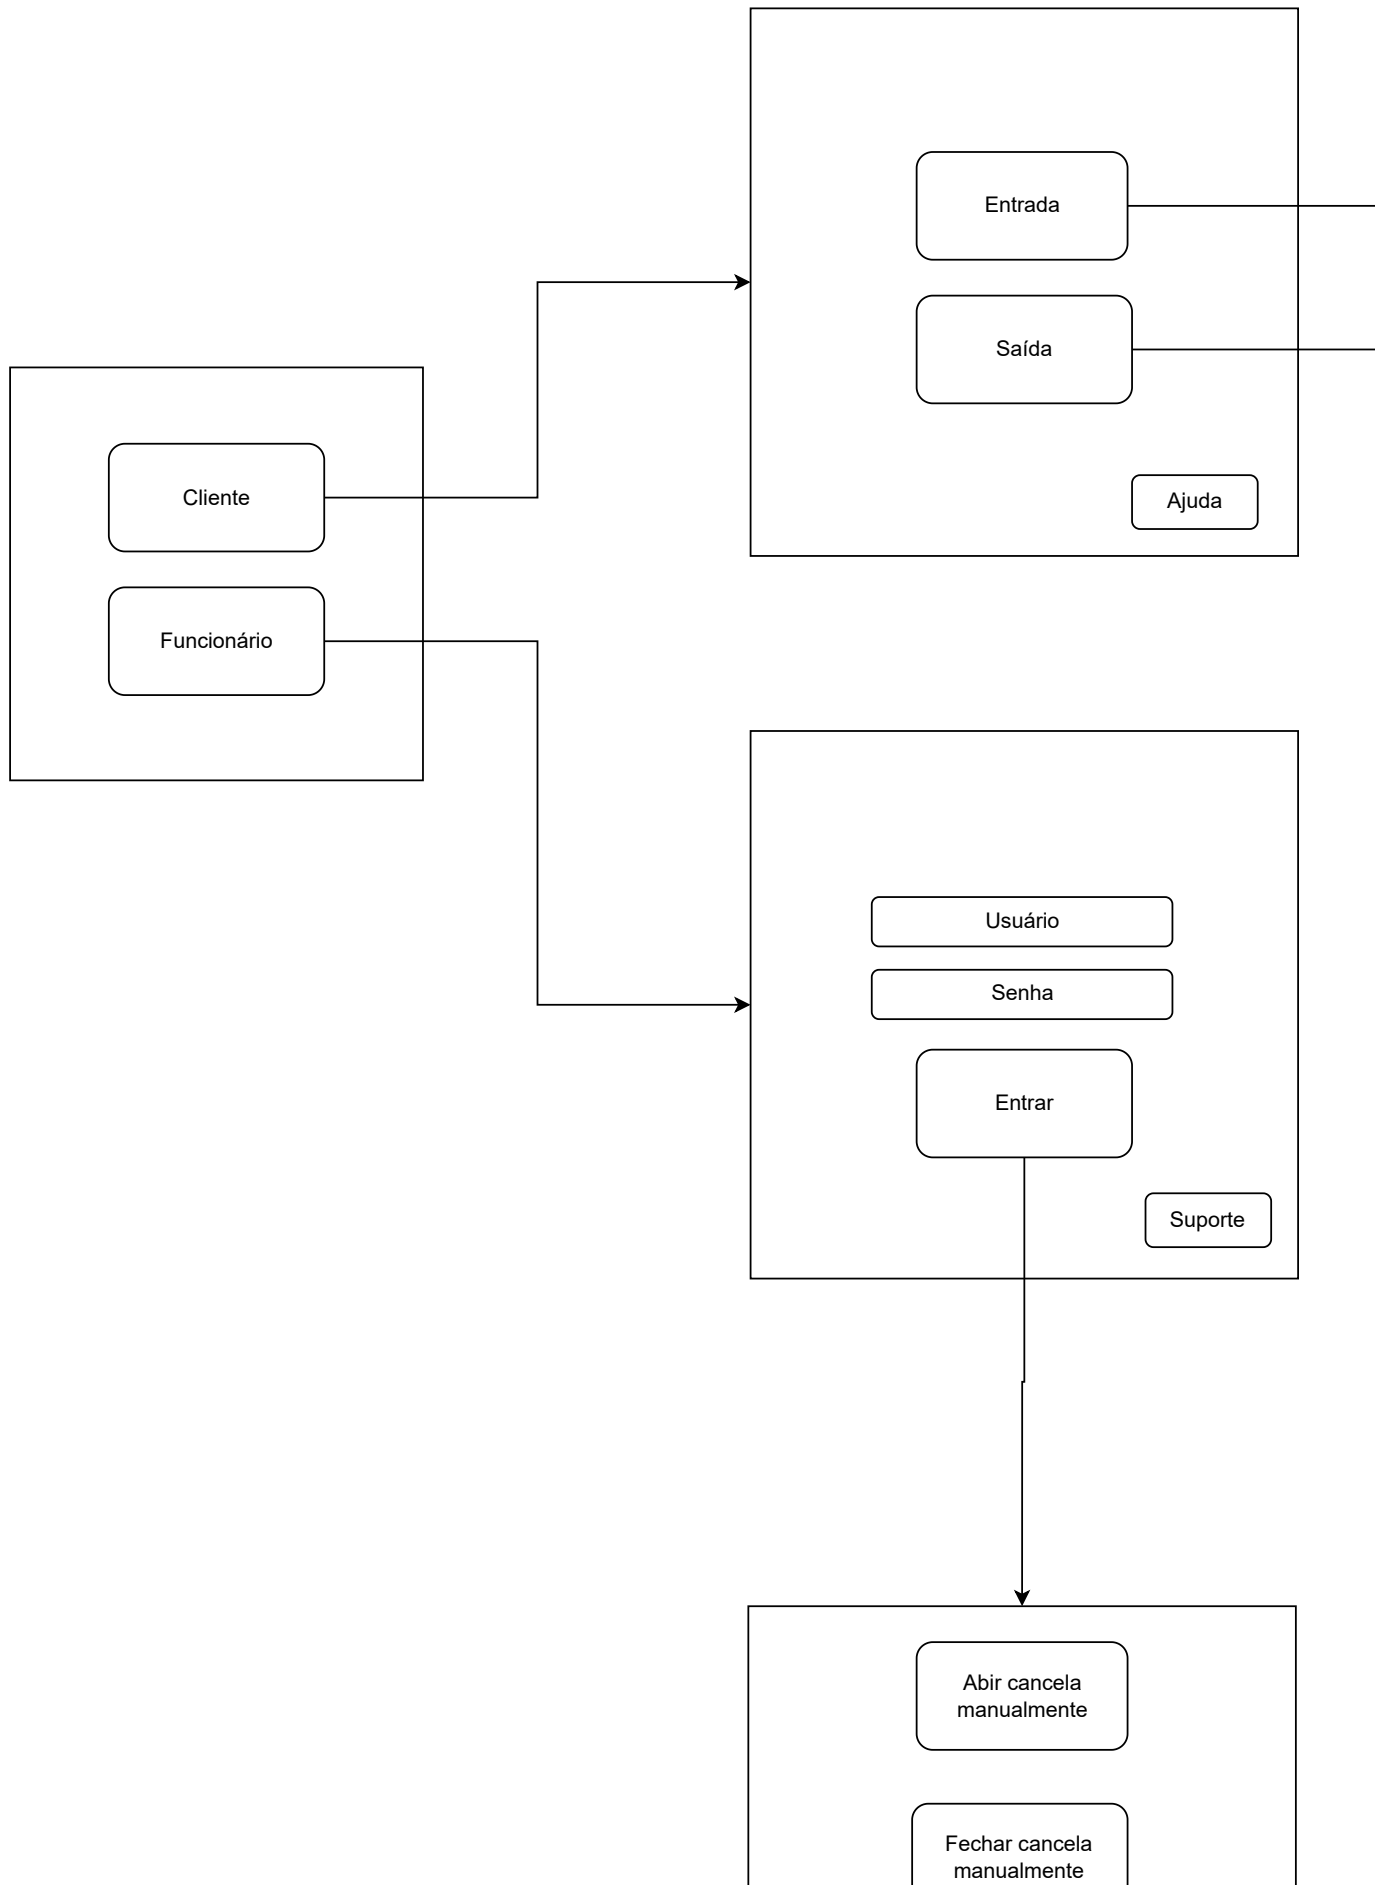 Entrada
Saída
Cliente
Ajuda
Funcionário
Usuário
Senha
Entrar
Suporte
Abir cancela
manualmente
Fechar cancela
manualmente